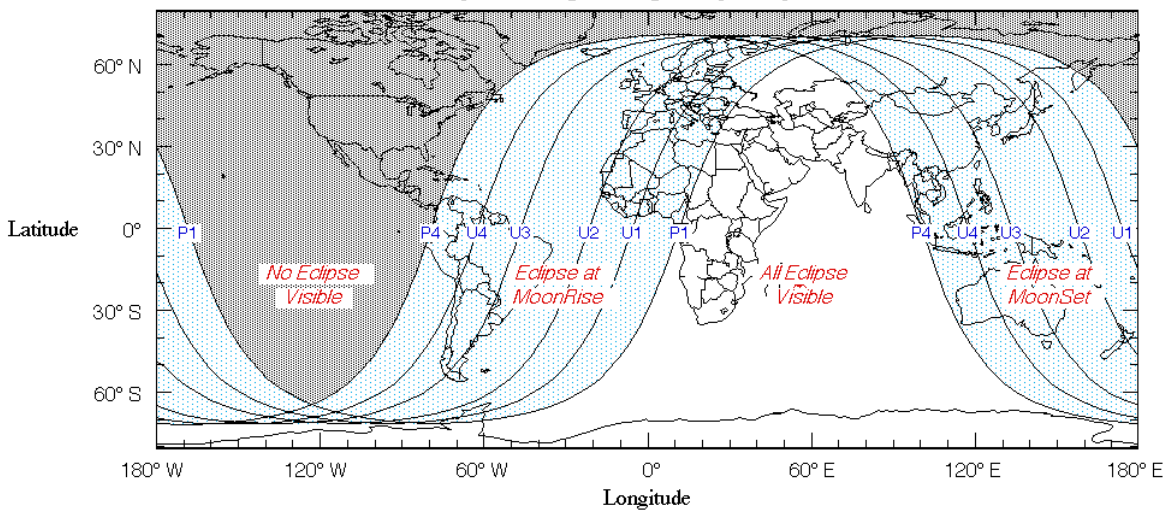 60° N
30° N
Latitude
0°
P1
P4
U4
U3
U2
U1
P1
P4
U4
U3
U2
U1
No Eclipse
Visible
Eclipse at
MoonRise
All Eclipse
Visible
Eclipse at
MoonSet
30° S
60° S
180° W
120° W
60° W
0°
60° E
120° E
180° E
Longitude